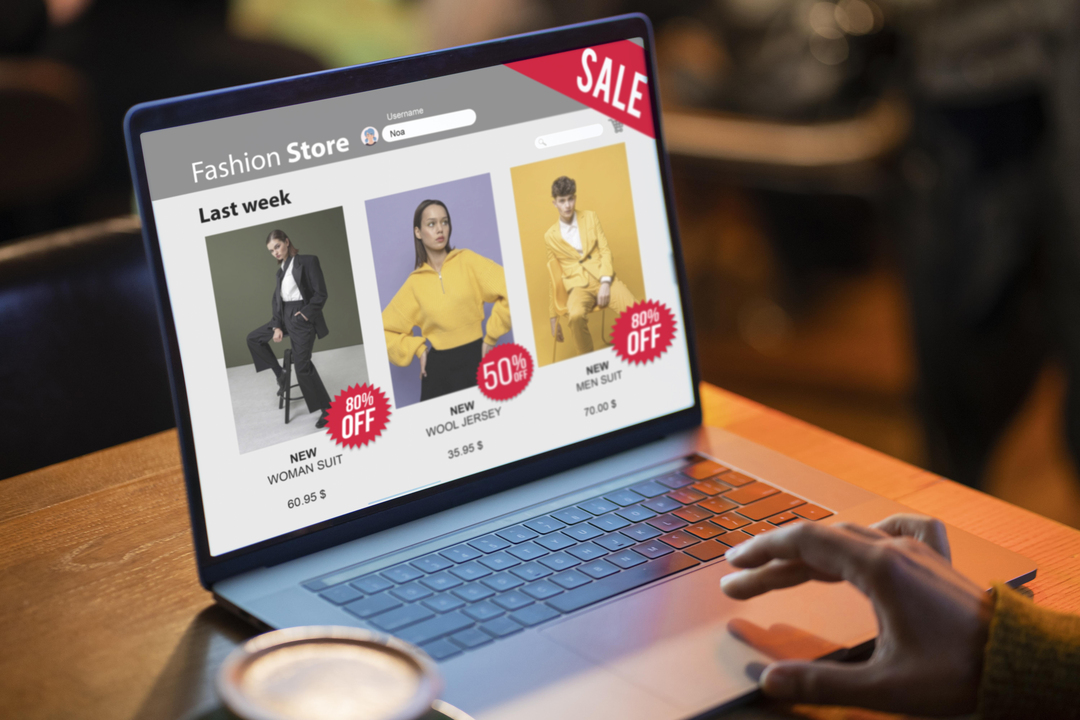 SALE
Username
Noa
Fashion Store
Last week
80%
OFF
50%
OFF
80%
OFF
NEW
WOMAN SUIT
60.95 $
NEW
WOOL JERSEY
35.95 $
NEW
MEN SUIT
70.00 $